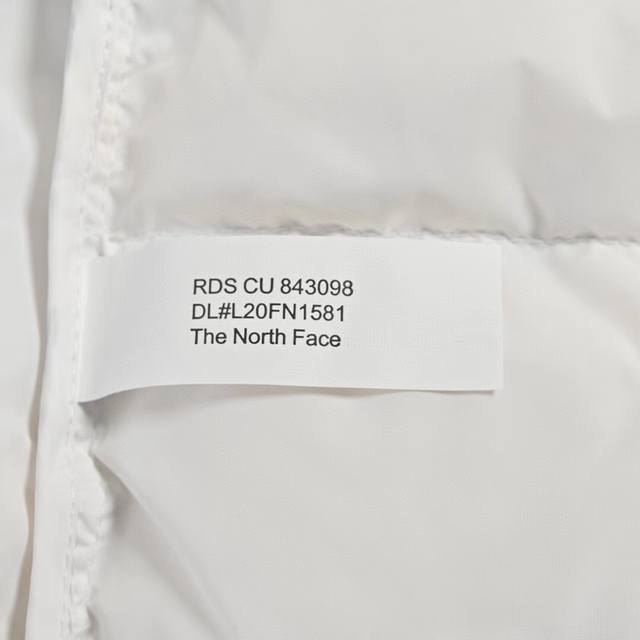 RDS CU 843098
DL#L20FN1581
The North Face